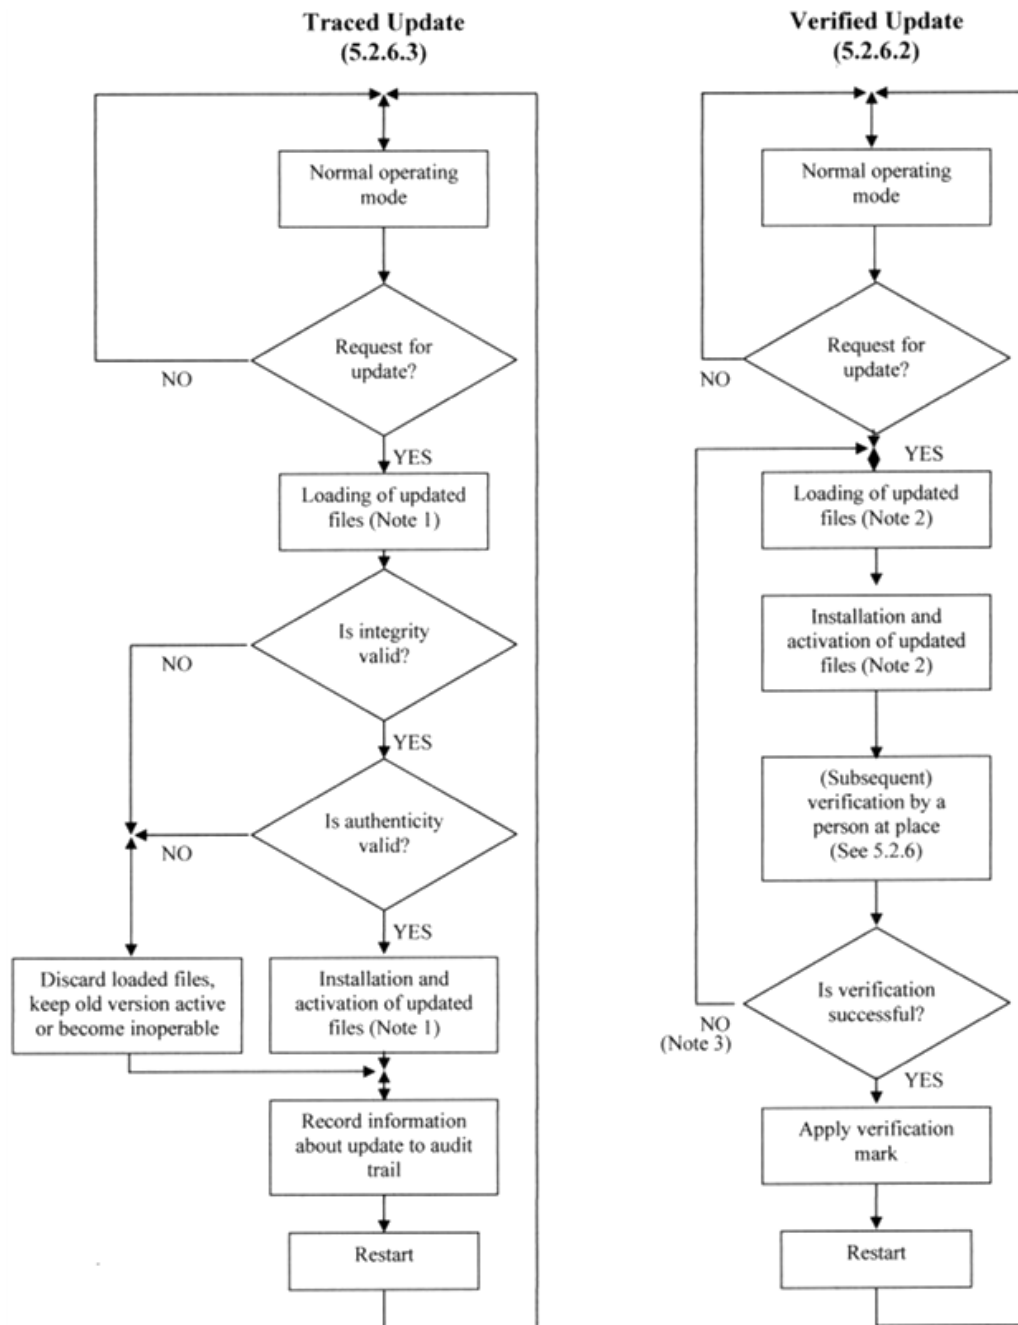 Traced Update
(5.2.6.3)
Normal operating
mode
Request for
update?
NO
YES
Loading of updated
files (Note 1)
Is integrity
valid?
NO
YES
Is authenticity
valid?
NO
YES
Discard loaded files,
keep old version active
or become inoperable
Installation and
activation of updated
files (Note 1)
Record information
about update to audit
trail
Restart
Verified Update
(5.2.6.2)
Normal operating
mode
Request for
update?
NO
YES
Loading of updated
files (Note 2)
Installation and
activation of updated
files (Note 2)
(Subsequent)
verification by a
person at place
(See 5.2.6)
Is verification
successful?
NO
(Note 3)
YES
Apply verification
mark
Restart